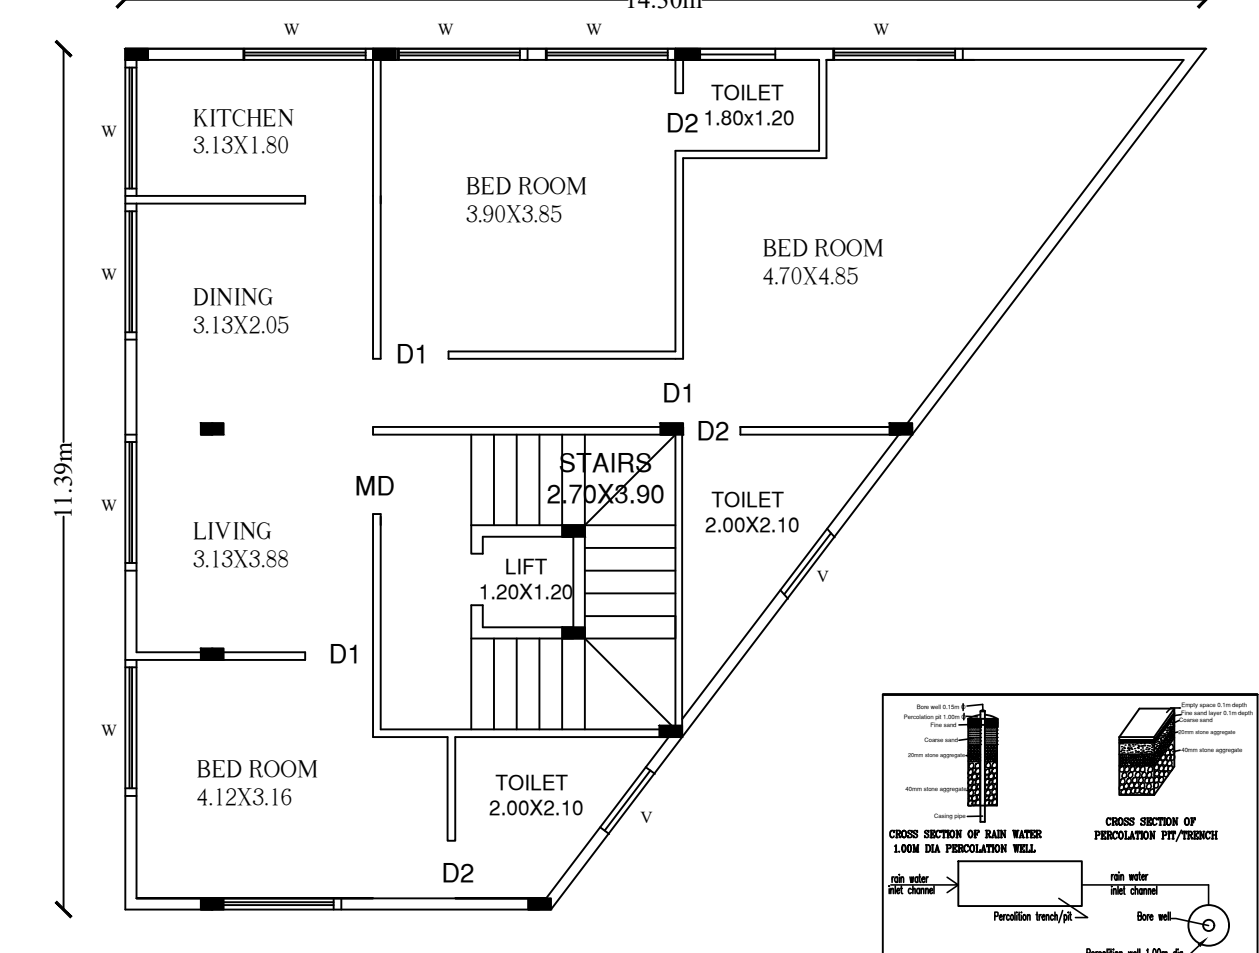 14.30m
W
W
W
W
KITCHEN
3.13X1.80
W
TOILET
1.80x1.20
D2
BED ROOM
3.90X3.85
BED ROOM
4.70X4.85
W
DINING
3.13X2.05
D1
D1
D2
11.39m
MD
STAIRS
2.70X3.90
TOILET
2.00X2.10
W
LIVING
3.13X3.88
LIFT
1.20X1.20
V
D1
W
BED ROOM
4.12X3.16
TOILET
2.00X2.10
V
D2
Bore well 0.15m
Percolation pit 1.00m
Fine sand
Coarse sand
20mm stone aggregate
40mm stone aggregate
Casing pipe
CROSS SECTION OF RAIN WATER
1.00M DIA PERCOLATION WELL
Empty space 0.1m depth
Fine sand layer 0.1m depth
Coarse sand
20mm stone aggregate
40mm stone aggregate
CROSS SECTION OF
PERCOLATION PIT/TRENCH
rain water
inlet channel
rain water
inlet channel
Percolition trench/pit
Bore well
Percolition well 1.00m dia